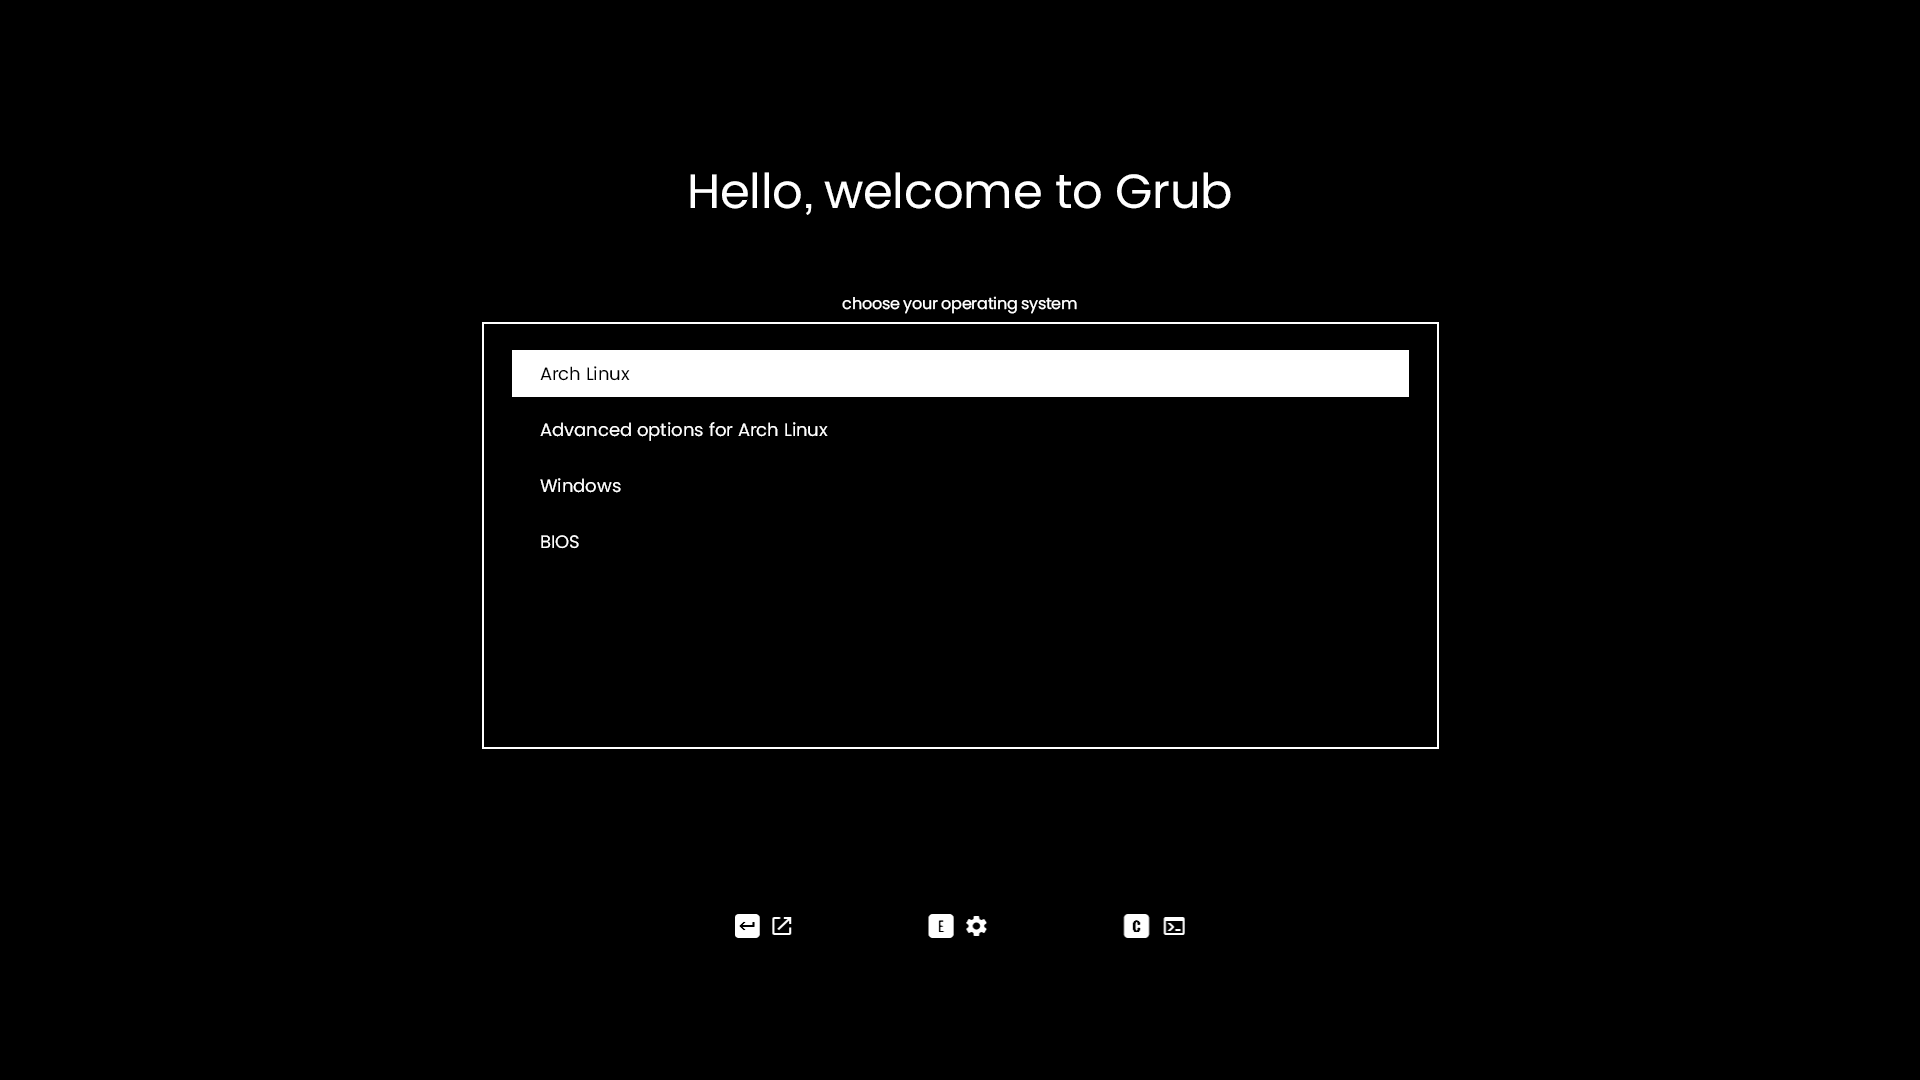 Hello, welcome to Grub
choose your operating system
Arch Linux
Advanced options for Arch Linux
Windows
BIOS
E
C